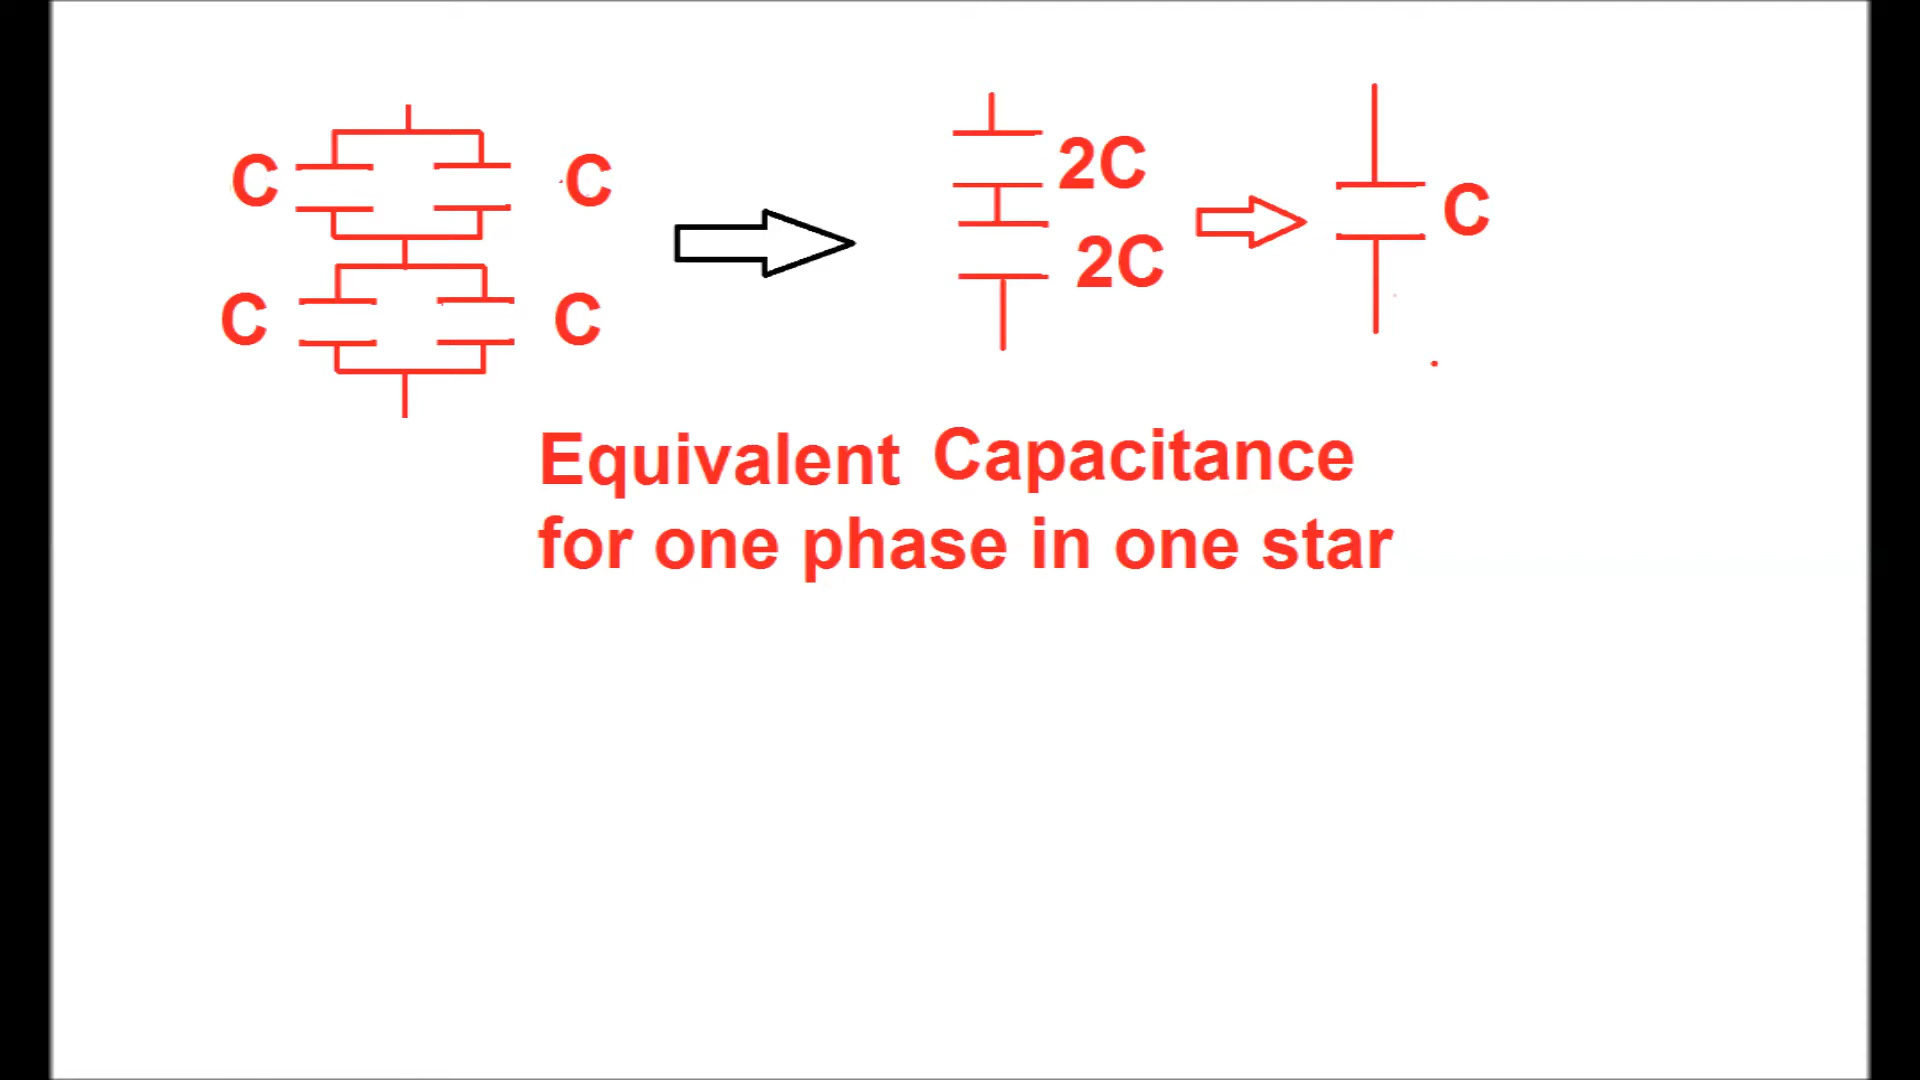 C C
C C
2C
2C
C
Equivalent Capacitance
for one phase in one star